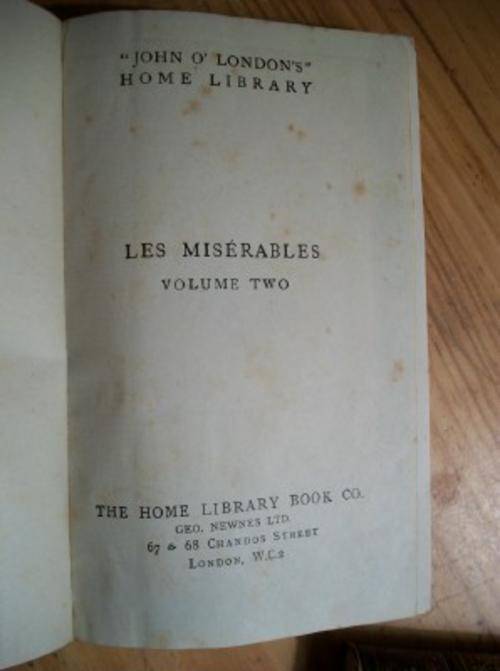 "JOHN O' LONDON'S"
HOME LIBRARY
LES MISÉRABLES
VOLUME TWO
THE HOME LIBRARY BOOK CO.
GEO. NEWNES LTD.
67 & 68 CHANDOS STREET
LONDON, W.C.2